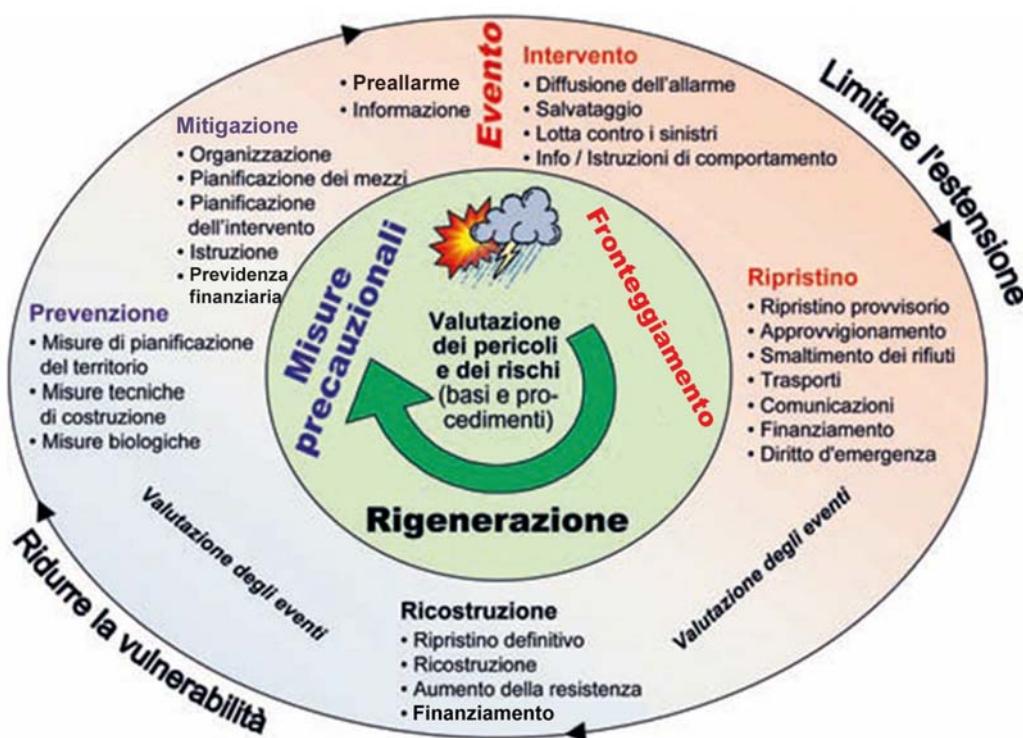 • Preallarme
• Informazione
Evento
Intervento
• Diffusione dell'allarme
• Salvataggio
• Lotta contro i sinistri
• Info / Istruzioni di comportamento
Limitare l'estensione
Mitigazione
• Organizzazione
• Pianificazione dei mezzi
• Pianificazione
dell'intervento
• Istruzione
• Previdenza
finanziaria
Prevenzione
• Misure di pianificazione
del territorio
• Misure tecniche
di costruzione
• Misure biologiche
Misure
precauzionali
Fronteggiamento
Valutazione
dei pericoli
e dei rischi
(basi e pro-
cedimenti)
Rigenerazione
Ripristino
• Ripristino provvisorio
• Approvvigionamento
• Smaltimento dei rifiuti
• Trasporti
• Comunicazioni
• Finanziamento
• Diritto d'emergenza
Valutazione degli eventi
Valutazione degli eventi
Ridurre la vulnerabilità
Ricostruzione
• Ripristino definitivo
• Ricostruzione
• Aumento della resistenza
• Finanziamento